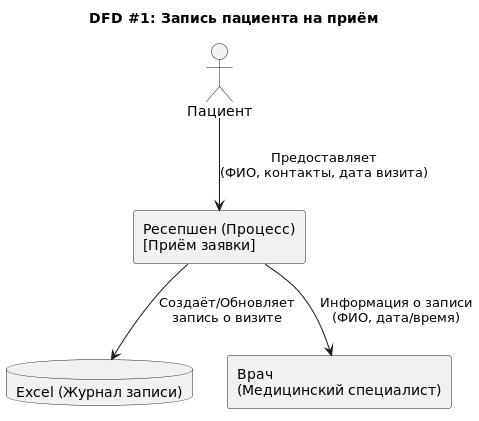 DFD #1: Запись пациента на приём
Пациент
Предоставляет
(ФИО, контакты, дата визита)
Ресепшен (Процесс)
[Приём заявки]
Создаёт/Обновляет
запись о визите
Информация о записи
(ФИО, дата/время)
Excel (Журнал записи)
Врач
(Медицинский специалист)